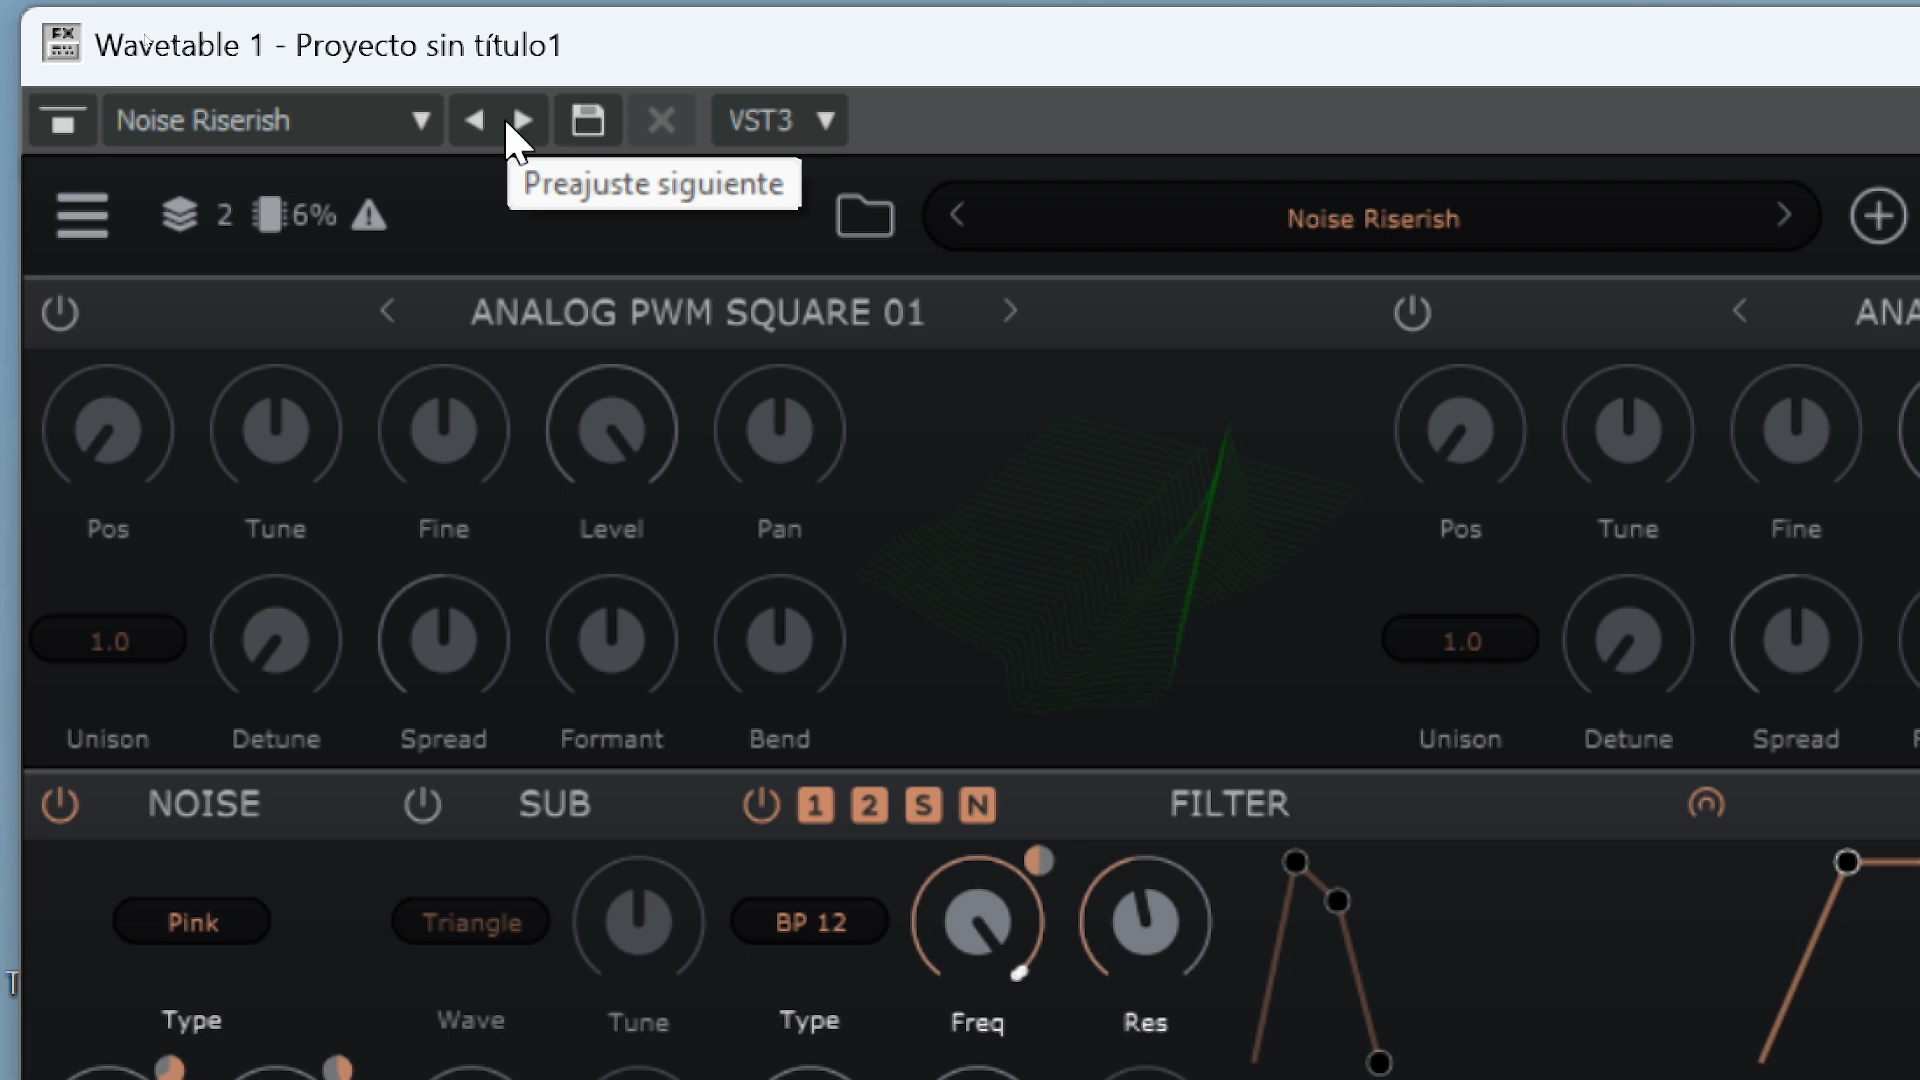 FX
Wavetable 1 - Proyecto sin título1
Noise Riserish
VST3
Preajuste siguiente
2
6%
Noise Riserish
ANALOG PWM SQUARE 01
ANA
Pos
Tune
Fine
Level
Pan
Pos
Tune
Fine
1.0
1.0
Unison
Detune
Spread
Formant
Bend
Unison
Detune
Spread
F
NOISE
SUB
1
2
S
N
FILTER
Pink
Triangle
BP 12
T
Type
Wave
Tune
Type
Freq
Res